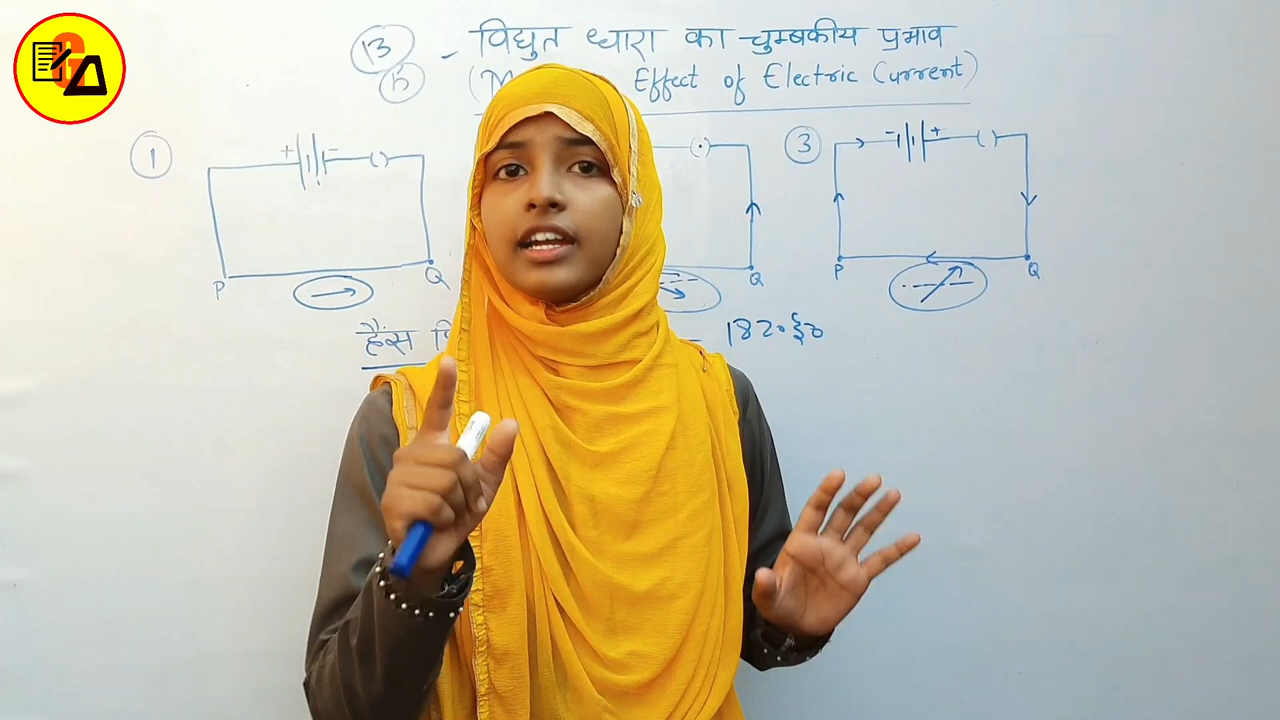 13 - विद्युत धारा का चुम्बकीय प्रभाव
15 (M Effect of Electric Current)
1
+ -
P Q
Q
3
- +
P Q
हैंस वि - 1820 ई०
G